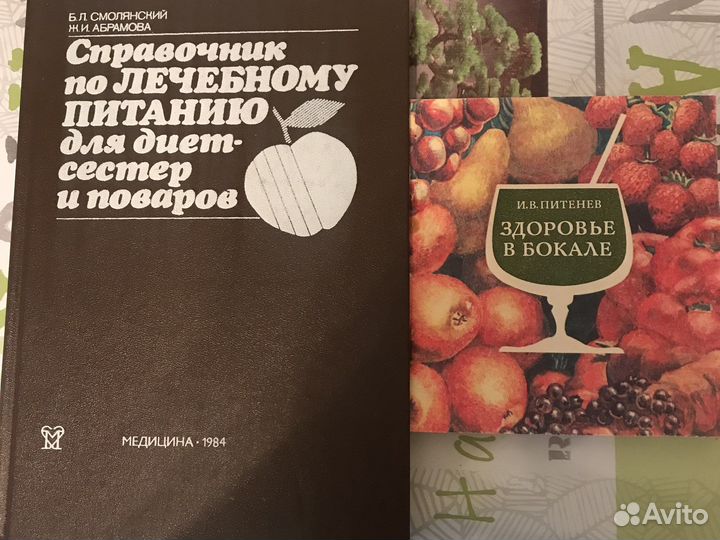 Б.Л. СМОЛЯНСКИЙ
Ж.И. АБРАМОВА
Справочник
по ЛЕЧЕБНОМУ
ПИТАНИЮ
для диет-
сестер
и поваров
МЕДИЦИНА · 1984
И.В. ПИТЕНЕВ
ЗДОРОВЬЕ
В БОКАЛЕ
Avito